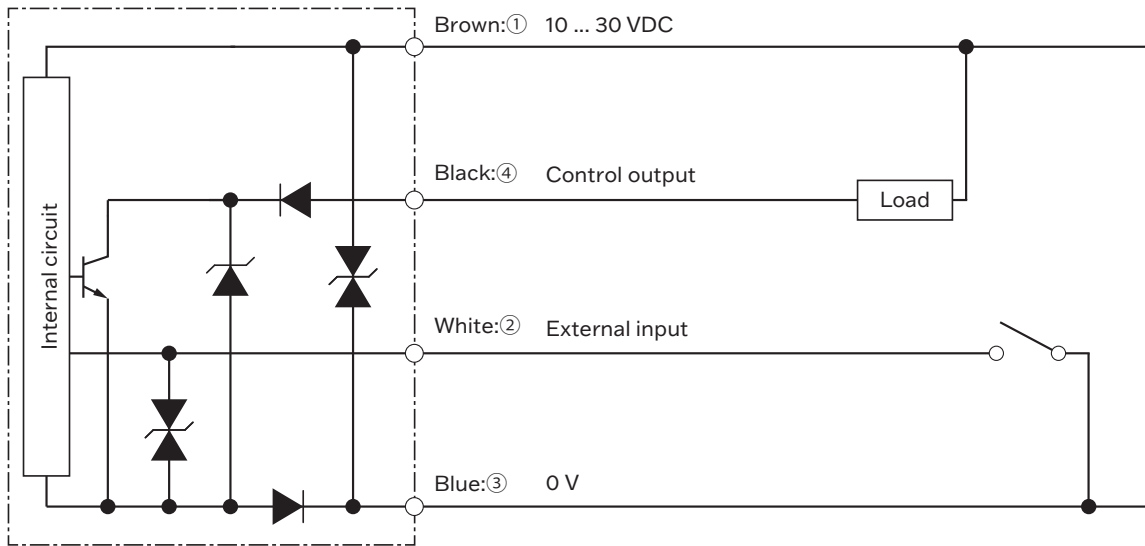 Brown:① 10 ... 30 VDC
Black:④ Control output
Load
Internal circuit
White:② External input
Blue:③ 0 V